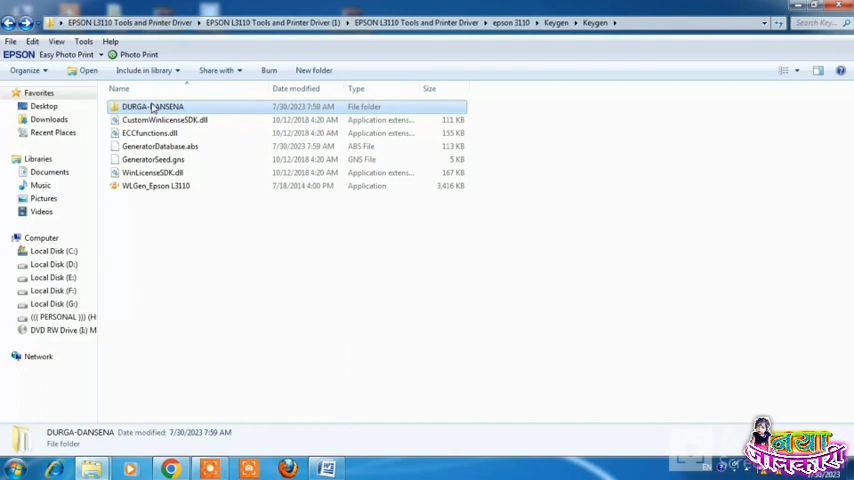 EPSON L3110 Tools and Printer Driver ▸ EPSON L3110 Tools and Printer Driver (1) ▸ EPSON L3110 Tools and Printer Driver ▸ epson 3110 ▸ Keygen ▸ Keygen ▸ Search Key...
File Edit View Tools Help
EPSON Easy Photo Print Photo Print
Organize Open Include in library Share with Burn New folder
Name Date modified Type Size
Favorites
Desktop
Downloads
Recent Places
Libraries
Documents
Music
Pictures
Videos
Computer
Local Disk (C:)
Local Disk (D:)
Local Disk (E:)
Local Disk (F:)
Local Disk (G:)
((( PERSONAL ))) (H
DVD RW Drive (I:) M
Network
DURGA-DANSENA 7/30/2023 7:59 AM File folder
CustomWinlicenseSDK.dll 10/12/2018 4:20 AM Application extens... 111 KB
ECCfunctions.dll 10/12/2018 4:20 AM Application extens... 155 KB
GeneratorDatabase.abs 7/30/2023 7:59 AM ABS File 113 KB
GeneratorSeed.gns 10/12/2018 4:20 AM GNS File 5 KB
WinLicenseSDK.dll 10/12/2018 4:20 AM Application extens... 167 KB
WLGen_Epson L3110 7/18/2014 4:00 PM Application 3,416 KB
DURGA-DANSENA Date modified: 7/30/2023 7:59 AM
File folder
नया
जानकारी
EN
7/30/2023